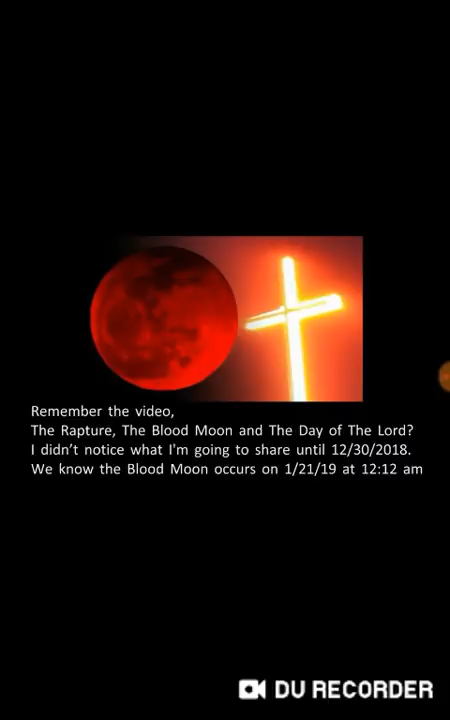 Remember the video,
The Rapture, The Blood Moon and The Day of The Lord?
I didn't notice what I'm going to share until 12/30/2018.
We know the Blood Moon occurs on 1/21/19 at 12:12 am
DU RECORDER